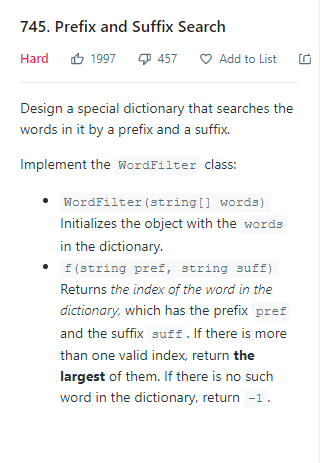 745. Prefix and Suffix Search
Hard 1997 457 Add to List
Design a special dictionary that searches the
words in it by a prefix and a suffix.
Implement the WordFilter class:
• WordFilter(string[] words)
Initializes the object with the words
in the dictionary.
• f(string pref, string suff)
Returns the index of the word in the
dictionary, which has the prefix pref
and the suffix suff. If there is more
than one valid index, return the
largest of them. If there is no such
word in the dictionary, return -1.